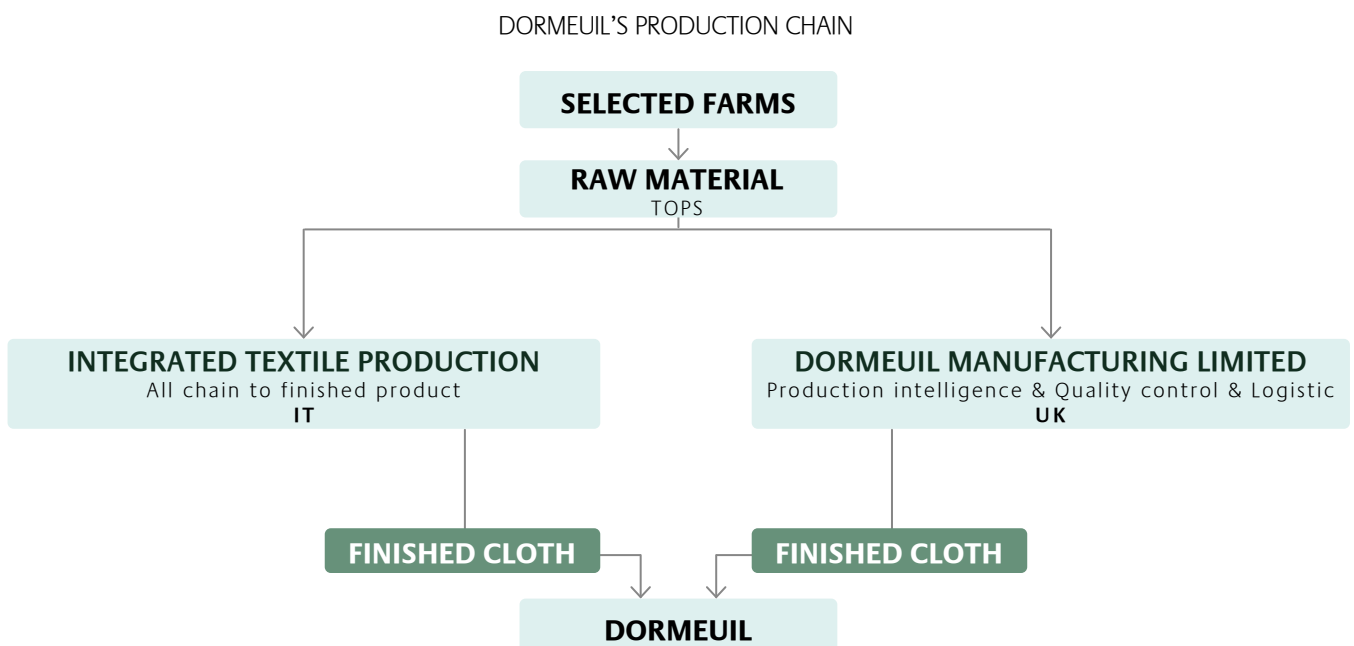 DORMEUIL’S PRODUCTION CHAIN
SELECTED FARMS
RAW MATERIAL
TOPS
INTEGRATED TEXTILE PRODUCTION
All chain to finished product
IT
DORMEUIL MANUFACTURING LIMITED
Production intelligence & Quality control & Logistic
UK
FINISHED CLOTH
FINISHED CLOTH
DORMEUIL